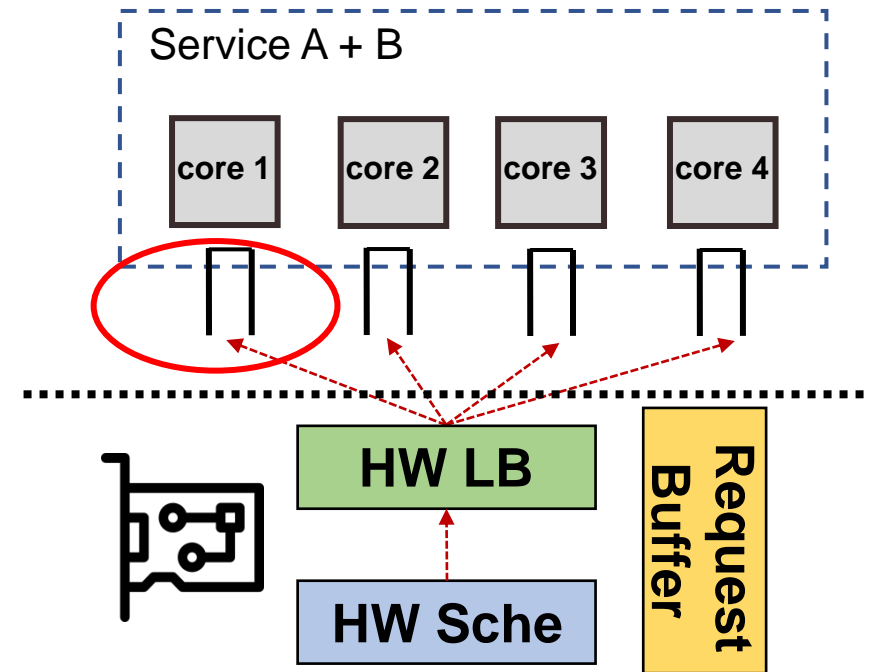 Service A + B
core 1
core 2
core 3
core 4
HW LB
Request
Buffer
HW Sche